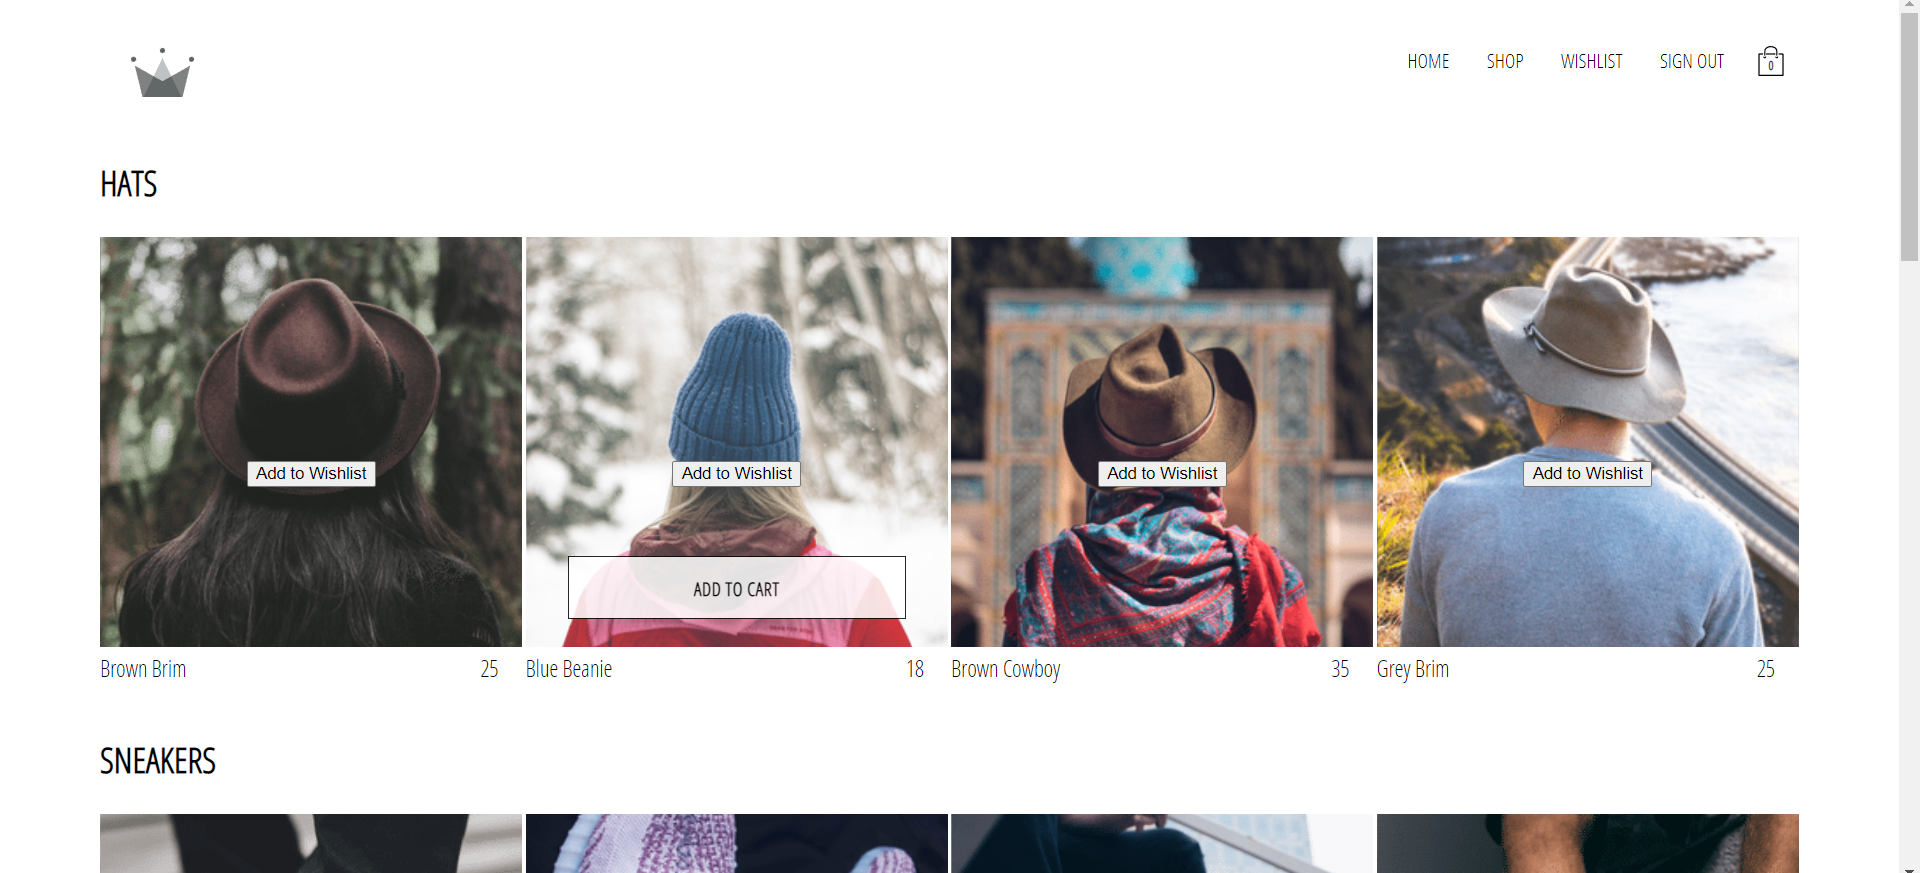 HOME SHOP WISHLIST SIGN OUT 0
HATS
Add to Wishlist Add to Wishlist Add to Wishlist Add to Wishlist
ADD TO CART
Brown Brim 25 Blue Beanie 18 Brown Cowboy 35 Grey Brim 25
SNEAKERS